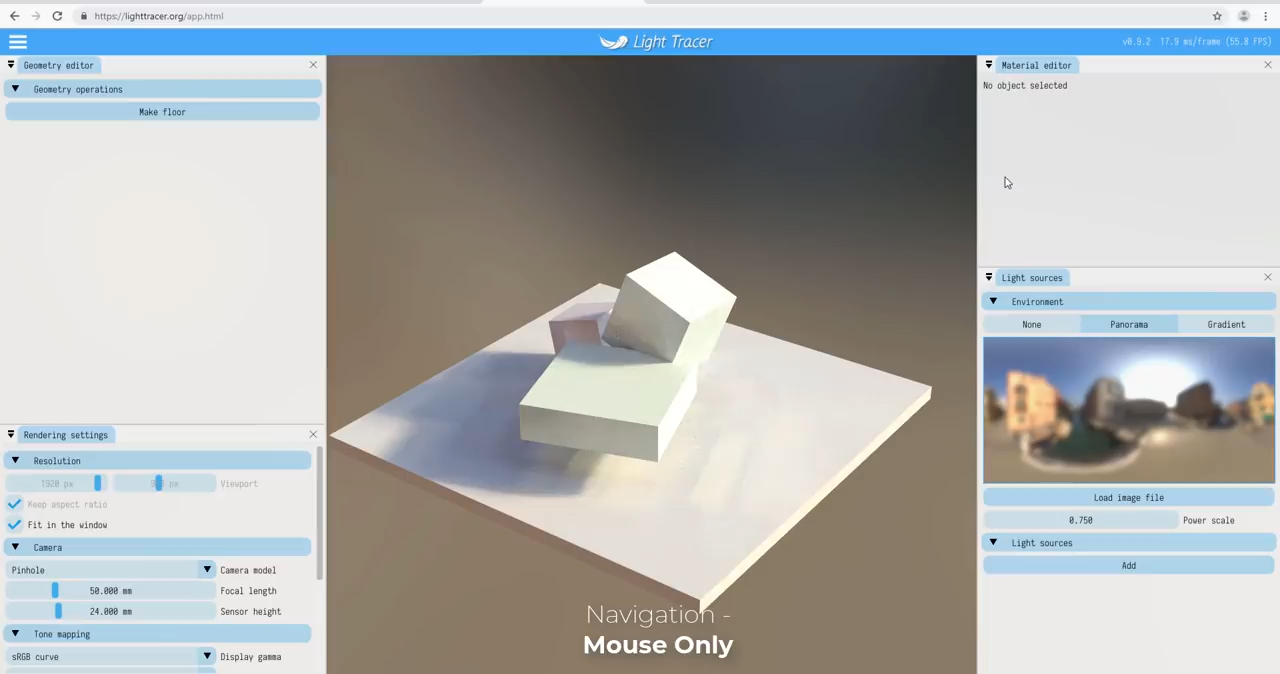 https://lighttracer.org/app.html
Light Tracer
v0.9.2 17.9 ms/frame (55.8 FPS)
Geometry editor
Geometry operations
Make floor
Material editor
No object selected
Light sources
Environment
None Panorama Gradient
Load image file
0.750 Power scale
Light sources
Add
Rendering settings
Resolution
1920 px px Viewport
Keep aspect ratio
Fit in the window
Camera
Pinhole Camera model
50.000 mm Focal length
24.000 mm Sensor height
Tone mapping
sRGB curve Display gamma
Navigation -
Mouse Only